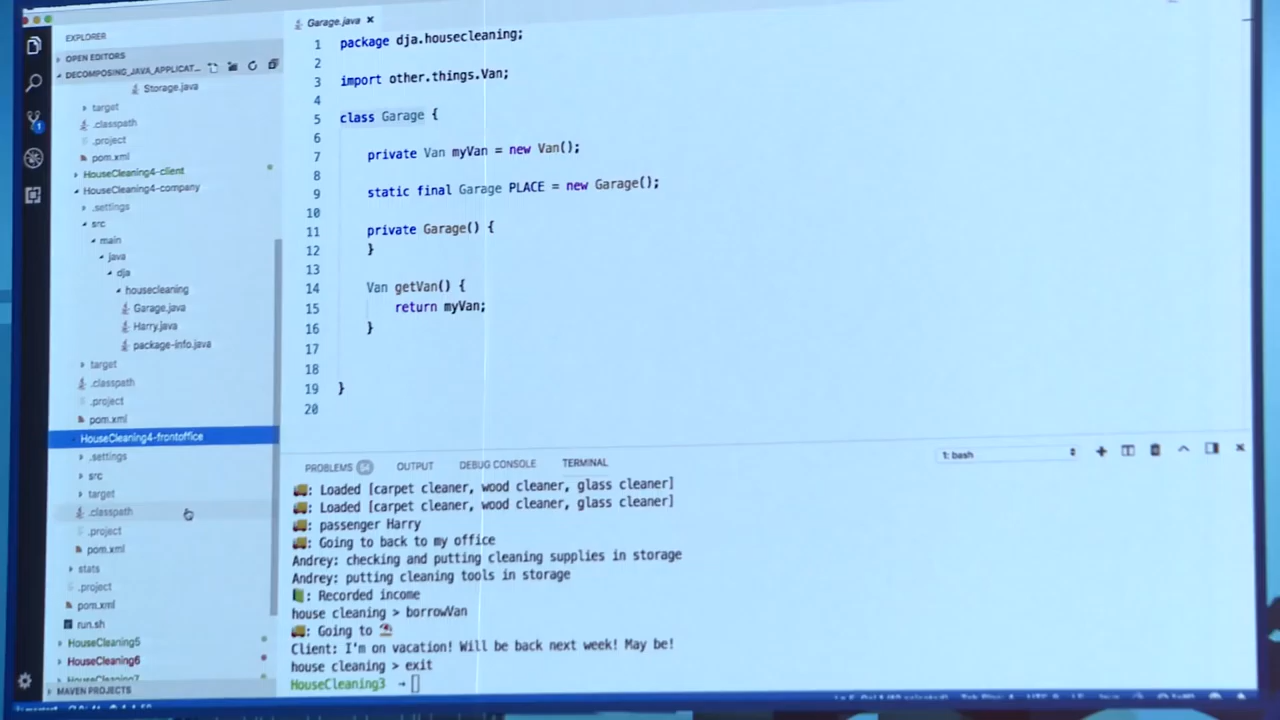 EXPLORER
OPEN EDITORS
DECOMPOSING_JAVA_APPLICAT...
Storage.java
target
.classpath
.project
pom.xml
HouseCleaning4-client
HouseCleaning4-company
.settings
src
main
java
dja
housecleaning
Garage.java
Harry.java
package-info.java
target
.classpath
.project
pom.xml
HouseCleaning4-frontoffice
.settings
src
target
.classpath
.project
pom.xml
stats
.project
pom.xml
run.sh
HouseCleaning5
HouseCleaning6
HouseCleaning7
MAVEN PROJECTS
Garage.java
1 package dja.housecleaning;
2
3 import other.things.Van;
4
5 class Garage {
6
7 private Van myVan = new Van();
8
9 static final Garage PLACE = new Garage();
10
11 private Garage() {
12 }
13
14 Van getVan() {
15 return myVan;
16 }
17
18
19 }
20
PROBLEMS 54 OUTPUT DEBUG CONSOLE TERMINAL 1: bash
🚚: Loaded [carpet cleaner, wood cleaner, glass cleaner]
🚚: Loaded [carpet cleaner, wood cleaner, glass cleaner]
🚚: passenger Harry
🚚: Going to back to my office
Andrey: checking and putting cleaning supplies in storage
Andrey: putting cleaning tools in storage
📗: Recorded income
house cleaning > borrowVan
🚚: Going to ⛱
Client: I'm on vacation! Will be back next week! May be!
house cleaning > exit
HouseCleaning3 →